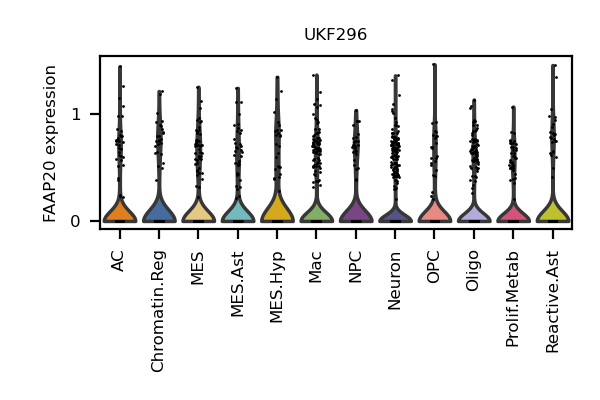 UKF296
FAAP20 expression
1
0
AC
Chromatin.Reg
MES
MES.Ast
MES.Hyp
Mac
NPC
Neuron
OPC
Oligo
Prolif.Metab
Reactive.Ast